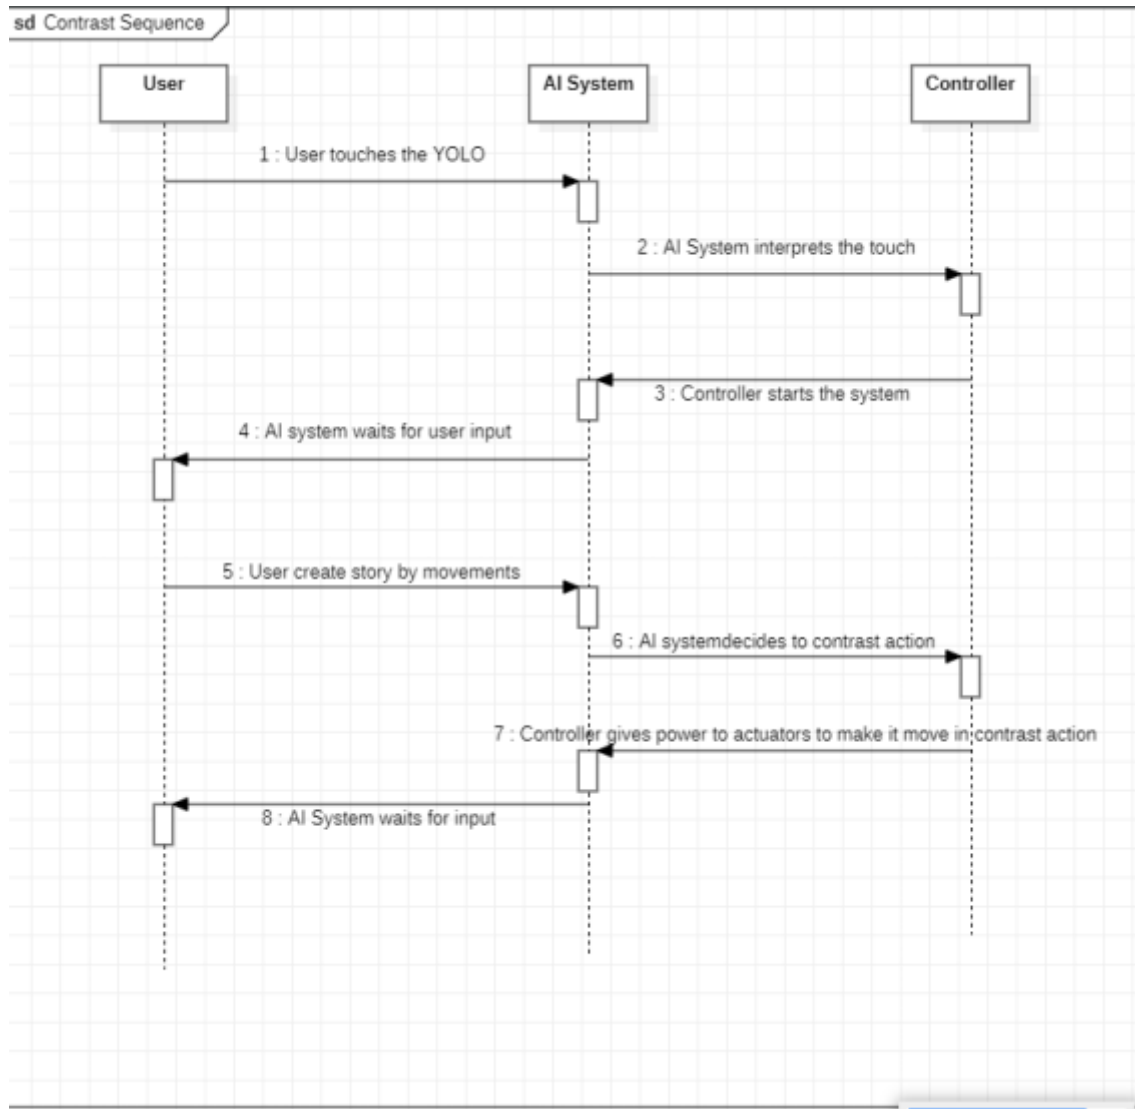 sd Contrast Sequence
User
AI System
Controller
1 : User touches the YOLO
2 : AI System interprets the touch
3 : Controller starts the system
4 : AI system waits for user input
5 : User create story by movements
6 : AI systemdecides to contrast action
7 : Controller gives power to actuators to make it move in contrast action
8 : AI System waits for input